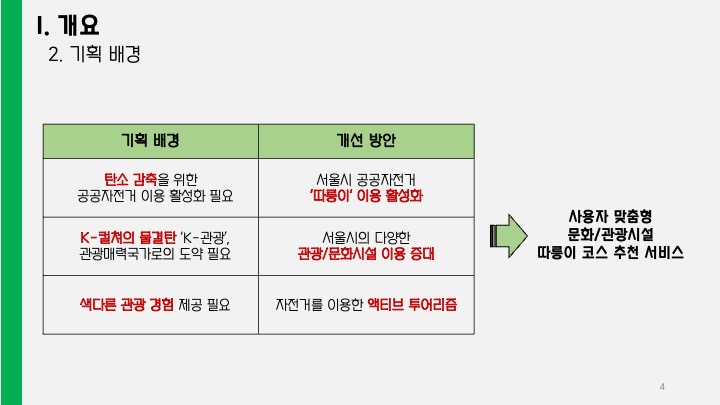 I. 개요
2. 기획 배경
기획 배경
개선 방안
탄소 감축을 위한
공공자전거 이용 활성화 필요
서울시 공공자전거
'따릉이' 이용 활성화
K-컬쳐의 물결탄 'K-관광',
관광매력국가로의 도약 필요
서울시의 다양한
관광/문화시설 이용 증대
색다른 관광 경험 제공 필요
자전거를 이용한 액티브 투어리즘
사용자 맞춤형
문화/관광시설
따릉이 코스 추천 서비스
4